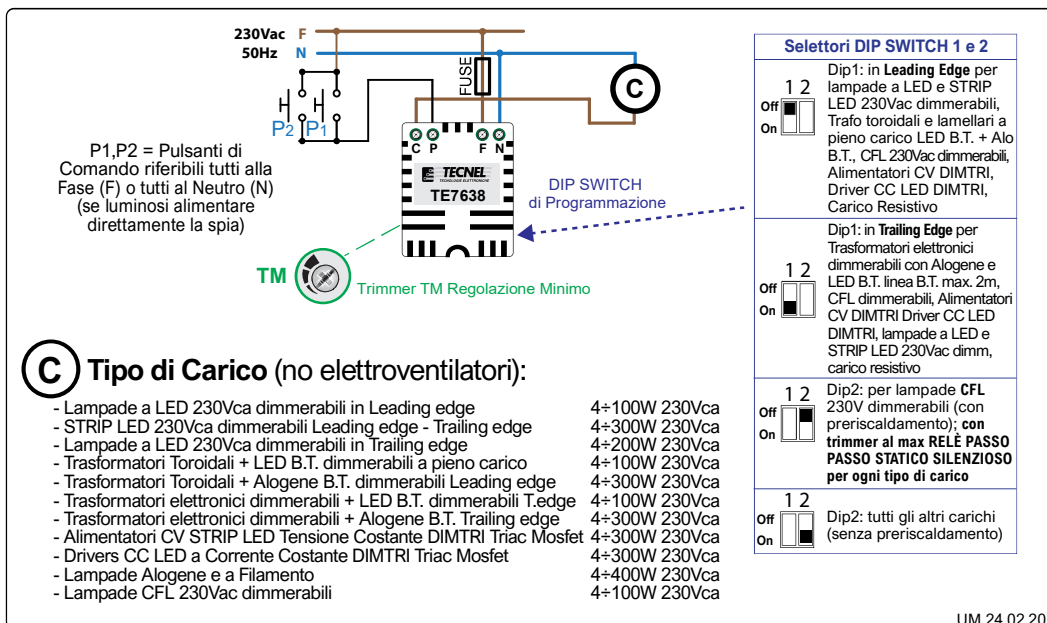 230Vac F
50Hz N
FUSE
C
P2 P1
C P F N
TECNEL
TECNOLOGIE ELETTRONICHE
TE7638
P1,P2 = Pulsanti di
Comando riferibili tutti alla
Fase (F) o tutti al Neutro (N)
(se luminosi alimentare
direttamente la spia)
DIP SWITCH
di Programmazione
TM
Trimmer TM Regolazione Minimo
C Tipo di Carico (no elettroventilatori):
- Lampade a LED 230Vca dimmerabili in Leading edge 4÷100W 230Vca
- STRIP LED 230Vca dimmerabili Leading edge - Trailing edge 4÷300W 230Vca
- Lampade a LED 230Vca dimmerabili in Trailing edge 4÷200W 230Vca
- Trasformatori Toroidali + LED B.T. dimmerabili a pieno carico 4÷100W 230Vca
- Trasformatori Toroidali + Alogene B.T. dimmerabili Leading edge 4÷300W 230Vca
- Trasformatori elettronici dimmerabili + LED B.T. dimmerabili T.edge 4÷100W 230Vca
- Trasformatori elettronici dimmerabili + Alogene B.T. Trailing edge 4÷300W 230Vca
- Alimentatori CV STRIP LED Tensione Costante DIMTRI Triac Mosfet 4÷300W 230Vca
- Drivers CC LED a Corrente Costante DIMTRI Triac Mosfet 4÷300W 230Vca
- Lampade Alogene e a Filamento 4÷400W 230Vca
- Lampade CFL 230Vac dimmerabili 4÷100W 230Vca
Selettori DIP SWITCH 1 e 2
1 2
Off
On
Dip1: in Leading Edge per
lampade a LED e STRIP
LED 230Vac dimmerabili,
Trafo toroidali e lamellari a
pieno carico LED B.T. + Alo
B.T., CFL 230Vac dimmerabili,
Alimentatori CV DIMTRI,
Driver CC LED DIMTRI,
Carico Resistivo
1 2
Off
On
Dip1: in Trailing Edge per
Trasformatori elettronici
dimmerabili con Alogene e
LED B.T. linea B.T. max. 2m,
CFL dimmerabili, Alimentatori
CV DIMTRI Driver CC LED
DIMTRI, lampade a LED e
STRIP LED 230Vac dimm,
carico resistivo
1 2
Off
On
Dip2: per lampade CFL
230V dimmerabili (con
preriscaldamento); con
trimmer al max RELÈ PASSO
PASSO STATICO SILENZIOSO
per ogni tipo di carico
1 2
Off
On
Dip2: tutti gli altri carichi
(senza preriscaldamento)
UM 24.02.20